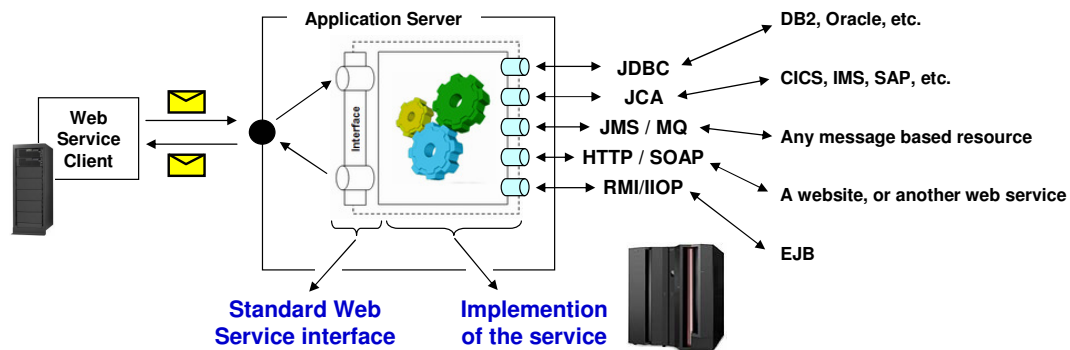 Application Server
Web
Service
Client
Interface
JDBC
JCA
JMS / MQ
HTTP / SOAP
RMI/IIOP
DB2, Oracle, etc.
CICS, IMS, SAP, etc.
Any message based resource
A website, or another web service
EJB
Standard Web
Service interface
Implemention
of the service